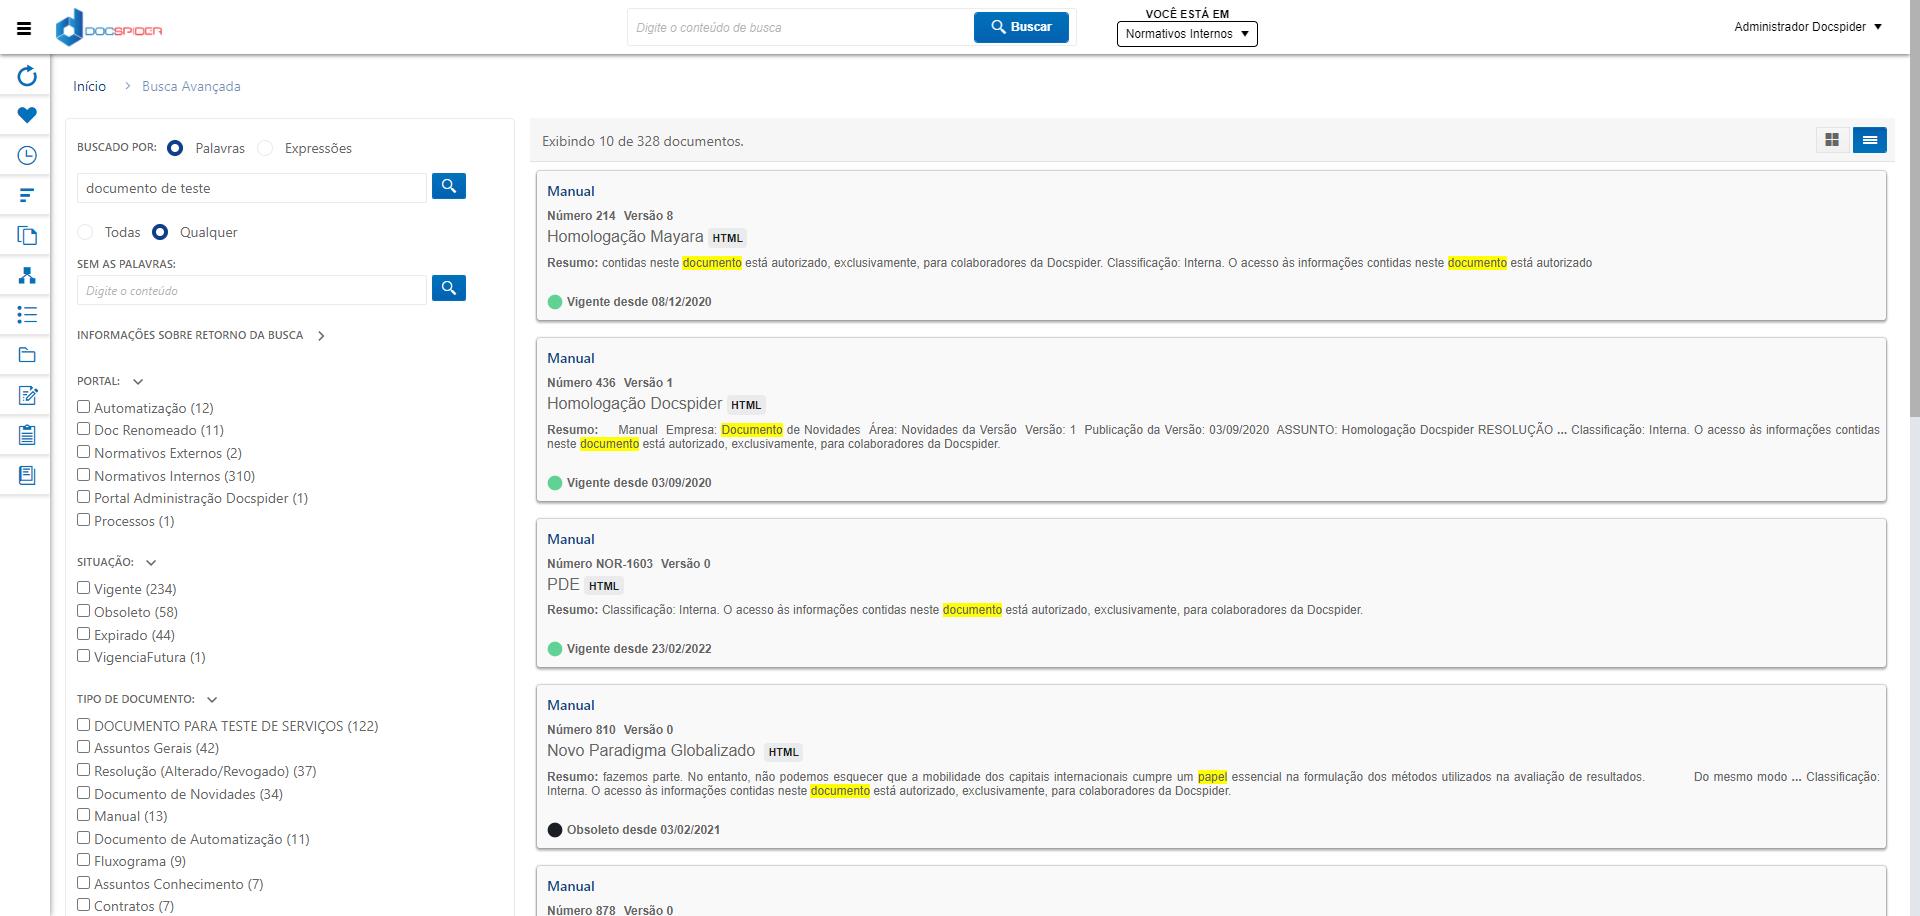 DOCSPIDER
Digite o conteúdo de busca
Buscar
VOCÊ ESTÁ EM
Normativos Internos
Administrador Docspider
Início > Busca Avançada
BUSCADO POR: Palavras Expressões
documento de teste
Todas Qualquer
SEM AS PALAVRAS:
Digite o conteúdo
INFORMAÇÕES SOBRE RETORNO DA BUSCA
PORTAL:
Automatização (12)
Doc Renomeado (11)
Normativos Externos (2)
Normativos Internos (310)
Portal Administração Docspider (1)
Processos (1)
SITUAÇÃO:
Vigente (234)
Obsoleto (58)
Expirado (44)
VigenciaFutura (1)
TIPO DE DOCUMENTO:
DOCUMENTO PARA TESTE DE SERVIÇOS (122)
Assuntos Gerais (42)
Resolução (Alterado/Revogado) (37)
Documento de Novidades (34)
Manual (13)
Documento de Automatização (11)
Fluxograma (9)
Assuntos Conhecimento (7)
Contratos (7)
Exibindo 10 de 328 documentos.
Manual
Número 214 Versão 8
Homologação Mayara HTML
Resumo: contidas neste documento está autorizado, exclusivamente, para colaboradores da Docspider. Classificação: Interna. O acesso às informações contidas neste documento está autorizado
Vigente desde 08/12/2020
Manual
Número 436 Versão 1
Homologação Docspider HTML
Resumo: Manual Empresa: Documento de Novidades Área: Novidades da Versão Versão: 1 Publicação da Versão: 03/09/2020 ASSUNTO: Homologação Docspider RESOLUÇÃO ... Classificação: Interna. O acesso às informações contidas
neste documento está autorizado, exclusivamente, para colaboradores da Docspider.
Vigente desde 03/09/2020
Manual
Número NOR-1603 Versão 0
PDE HTML
Resumo: Classificação: Interna. O acesso às informações contidas neste documento está autorizado, exclusivamente, para colaboradores da Docspider.
Vigente desde 23/02/2022
Manual
Número 810 Versão 0
Novo Paradigma Globalizado HTML
Resumo: fazemos parte. No entanto, não podemos esquecer que a mobilidade dos capitais internacionais cumpre um papel essencial na formulação dos métodos utilizados na avaliação de resultados. Do mesmo modo ... Classificação:
Interna. O acesso às informações contidas neste documento está autorizado, exclusivamente, para colaboradores da Docspider.
Obsoleto desde 03/02/2021
Manual
Número 878 Versão 0